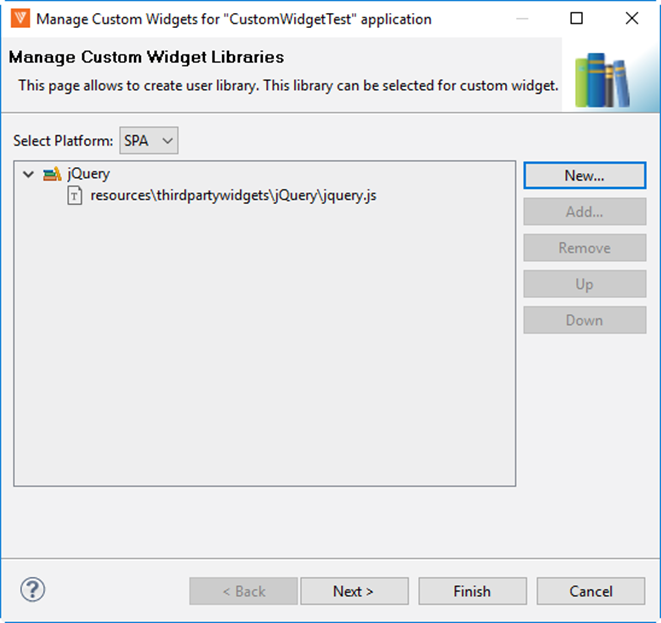 Manage Custom Widgets for "CustomWidgetTest" application
Manage Custom Widget Libraries
This page allows to create user library. This library can be selected for custom widget.
Select Platform: SPA
jQuery
resources\thirdpartywidgets\jQuery\jquery.js
New...
Add...
Remove
Up
Down
< Back
Next >
Finish
Cancel